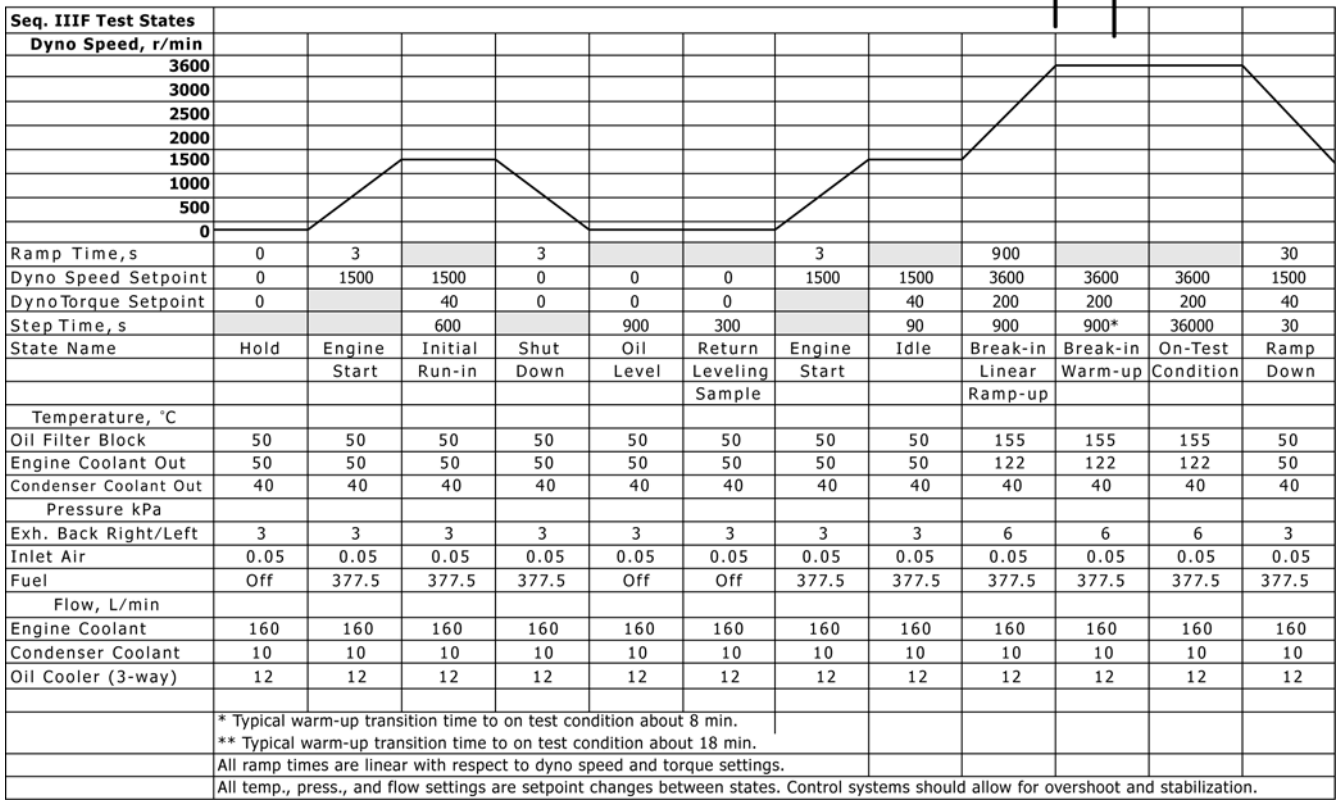 Seq. IIIF Test States
Dyno Speed, r/min
3600
3000
2500
2000
1500
1000
500
0
Ramp Time,s 0 3 3 3 900 30
Dyno Speed Setpoint 0 1500 1500 0 0 0 1500 1500 3600 3600 3600 1500
Dyno Torque Setpoint 0 40 0 0 0 40 200 200 200 40
Step Time, s 600 900 300 90 900 900* 36000 30
State Name Hold Engine Initial Shut Oil Return Engine Idle Break-in Break-in On-Test Ramp
Start Run-in Down Level Leveling Start Linear Warm-up Condition Down
Sample Ramp-up
Temperature, °C
Oil Filter Block 50 50 50 50 50 50 50 50 155 155 155 50
Engine Coolant Out 50 50 50 50 50 50 50 50 122 122 122 50
Condenser Coolant Out 40 40 40 40 40 40 40 40 40 40 40 40
Pressure kPa
Exh. Back Right/Left 3 3 3 3 3 3 3 3 6 6 6 3
Inlet Air 0.05 0.05 0.05 0.05 0.05 0.05 0.05 0.05 0.05 0.05 0.05 0.05
Fuel Off 377.5 377.5 377.5 Off Off 377.5 377.5 377.5 377.5 377.5 377.5
Flow, L/min
Engine Coolant 160 160 160 160 160 160 160 160 160 160 160 160
Condenser Coolant 10 10 10 10 10 10 10 10 10 10 10 10
Oil Cooler (3-way) 12 12 12 12 12 12 12 12 12 12 12 12
* Typical warm-up transition time to on test condition about 8 min.
** Typical warm-up transition time to on test condition about 18 min.
All ramp times are linear with respect to dyno speed and torque settings.
All temp., press., and flow settings are setpoint changes between states. Control systems should allow for overshoot and stabilization.